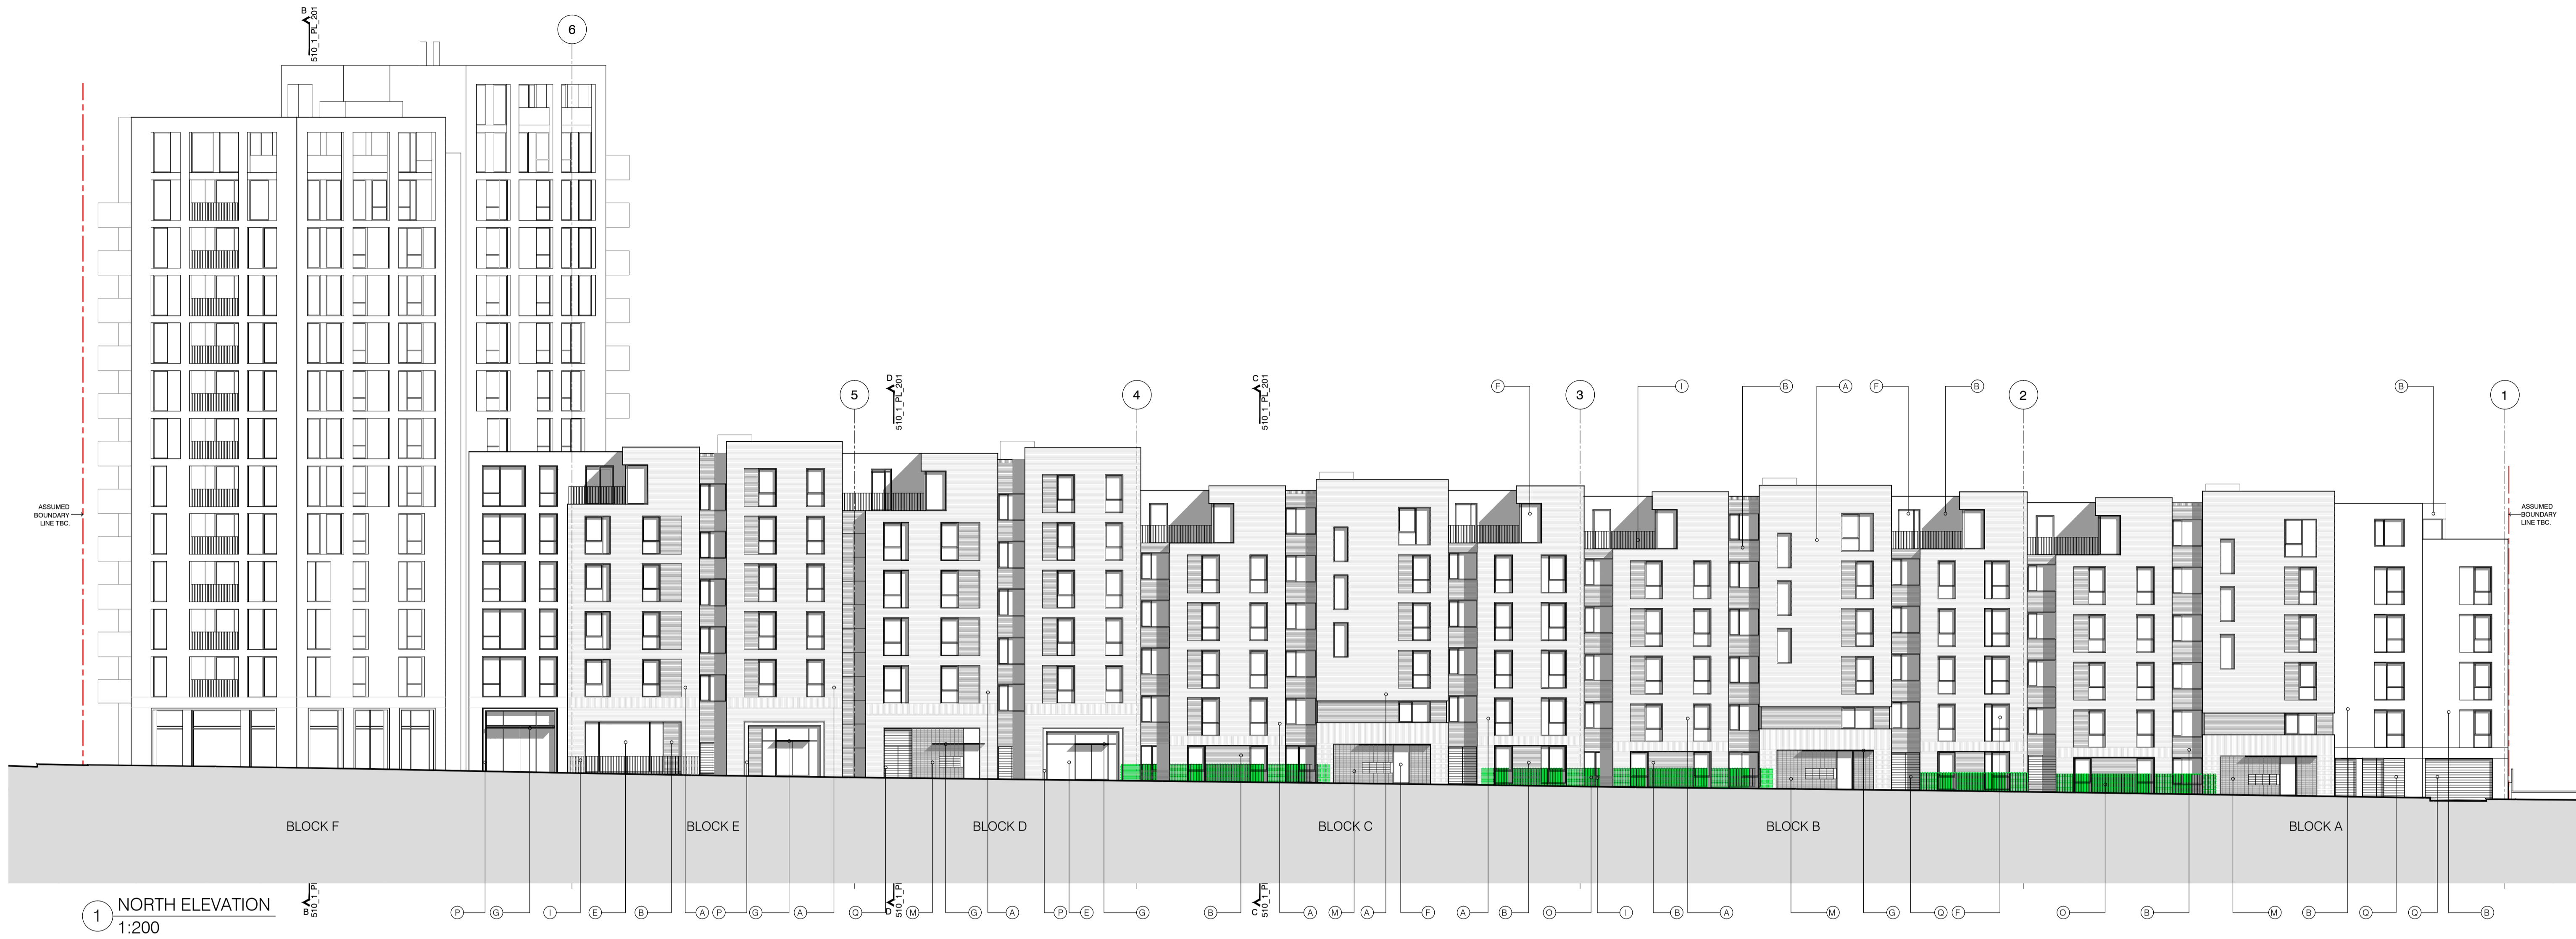 B
510_1_PL_201
6
D
510_1_PL_201
C
510_1_PL_201
5
4
3
2
1
F
I
B
A
F
B
B
ASSUMED
BOUNDARY
LINE TBC.
ASSUMED
BOUNDARY
LINE TBC.
BLOCK F
BLOCK E
BLOCK D
BLOCK C
BLOCK B
BLOCK A
1
NORTH ELEVATION
1:200
B
D
C
P
G
I
E
B
A
P
G
A
Q
M
G
A
P
E
G
B
A
M
A
F
A
B
O
I
B
A
M
G
Q
F
O
B
M
B
Q
Q
B